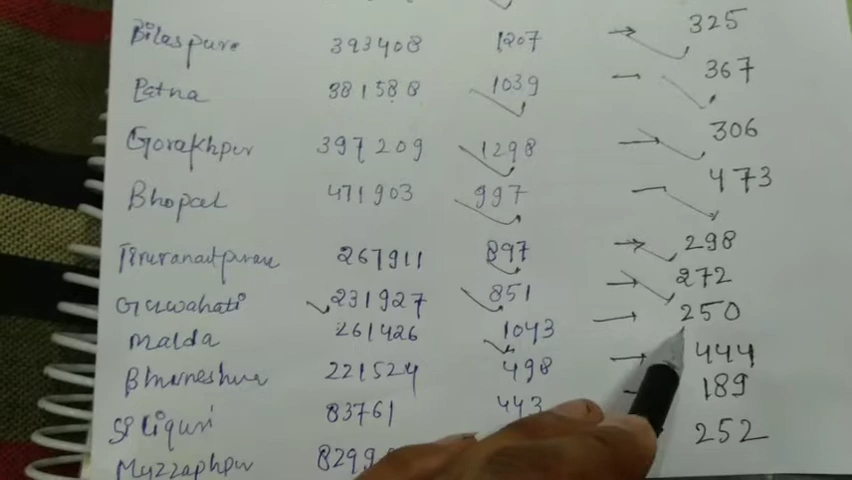 Bilaspure 393408 1207 → 325
Patna 381588 1039 → 367
Gorakhpur 397209 1298 → 306
Bhopal 471903 997 → 473
267911 897 → 298
Guwahati 231927 851 → 272
Malda 261426 1043 → 250
Bhuneshwr 221524 498 → 444
Siliguri 83761 443 189
Muzzaphpur 8299 252